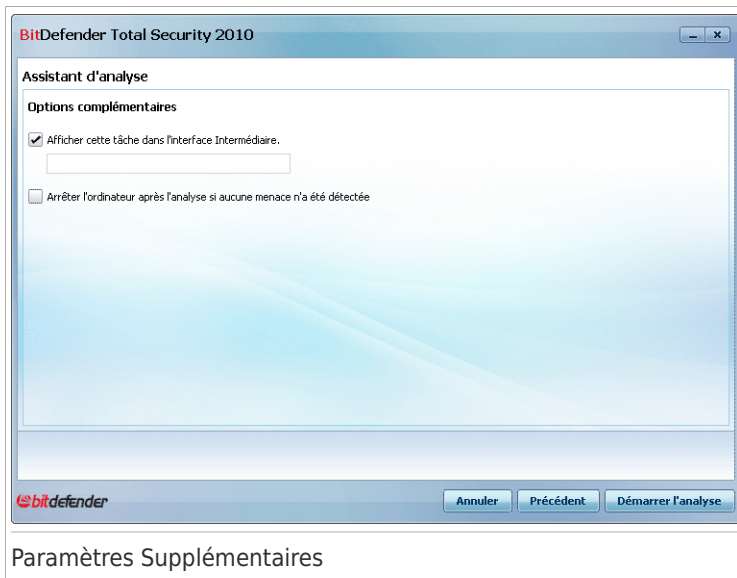 BitDefender Total Security 2010
Assistant d'analyse
Options complémentaires
Afficher cette tâche dans l'interface Intermédiaire.
Arrêter l'ordinateur après l'analyse si aucune menace n'a été détectée
bitdefender
Annuler
Précédent
Démarrer l'analyse
Paramètres Supplémentaires